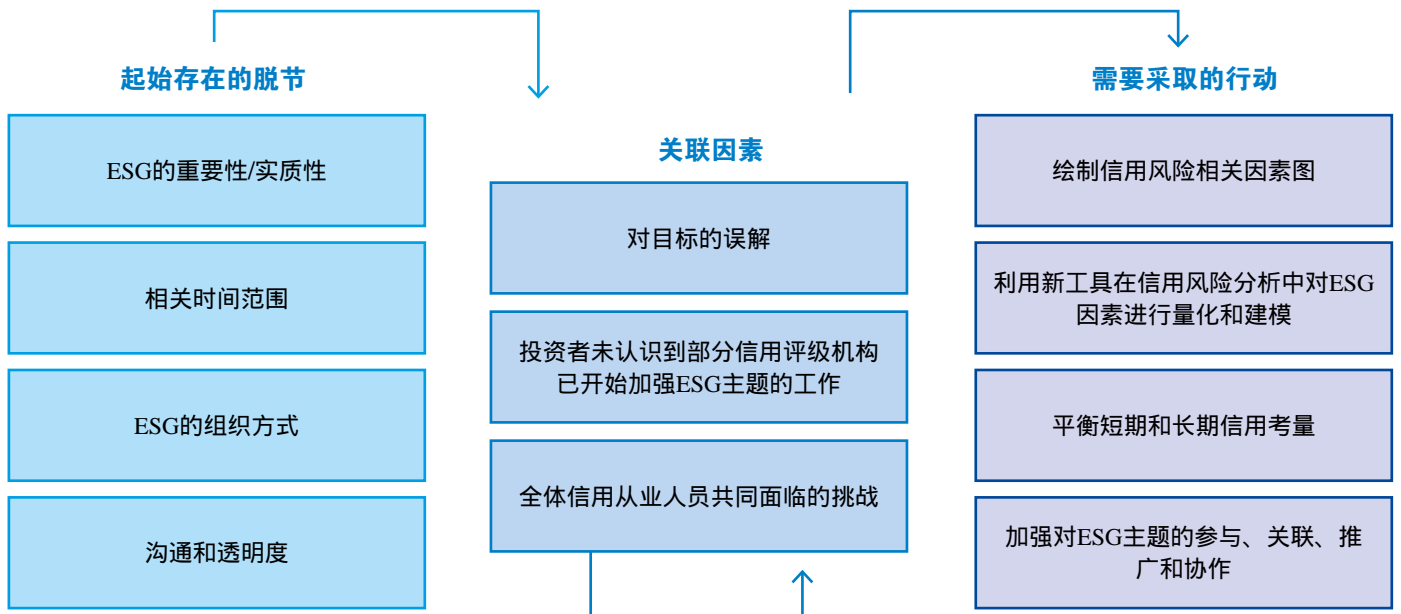 起始存在的脱节
ESG的重要性/实质性
相关时间范围
ESG的组织方式
沟通和透明度
关联因素
对目标的误解
投资者未认识到部分信用评级机构
已开始加强ESG主题的工作
全体信用从业人员共同面临的挑战
需要采取的行动
绘制信用风险相关因素图
利用新工具在信用风险分析中对ESG
因素进行量化和建模
平衡短期和长期信用考量
加强对ESG主题的参与、关联、推
广和协作